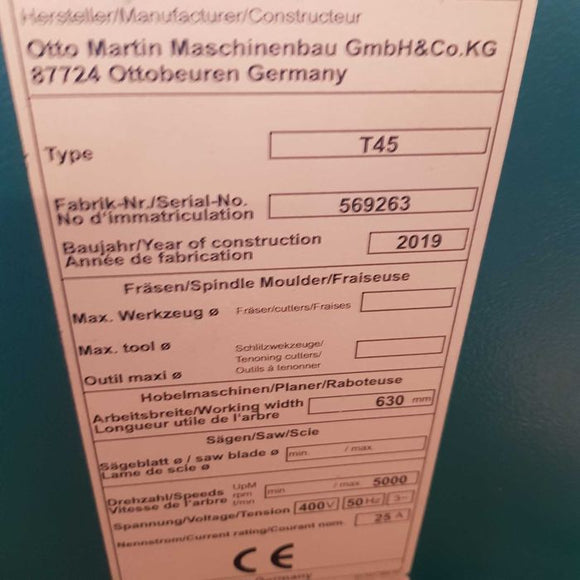 Hersteller/Manufacturer/Constructeur
Otto Martin Maschinenbau GmbH&Co.KG
87724 Ottobeuren Germany
Type T45
Fabrik-Nr./Serial-No. 569263
No d'immatriculation
Baujahr/Year of construction 2019
Année de fabrication
Fräsen/Spindle Moulder/Fraiseuse
Max. Werkzeug ø Fräser/cutters/Fraises
Max. tool ø Schlitzwekzeuge/
Tenoning cutters/
Outil maxi ø Outils à tenonner
Hobelmaschinen/Planer/Raboteuse
Arbeitsbreite/Working width 630 mm
Longueur utile de l'arbre
Sägen/Saw/Scie
Sägeblatt ø / saw blade ø min. / max.
Lame de scie ø
Drehzahl/Speeds UpM rpm min / max. 5000
Vitesse de l'arbre t/mn
Spannung/Voltage/Tension 400V 50 Hz 3~
Nennstrom/Current rating/Courant nom. 25 A
CE
Germany